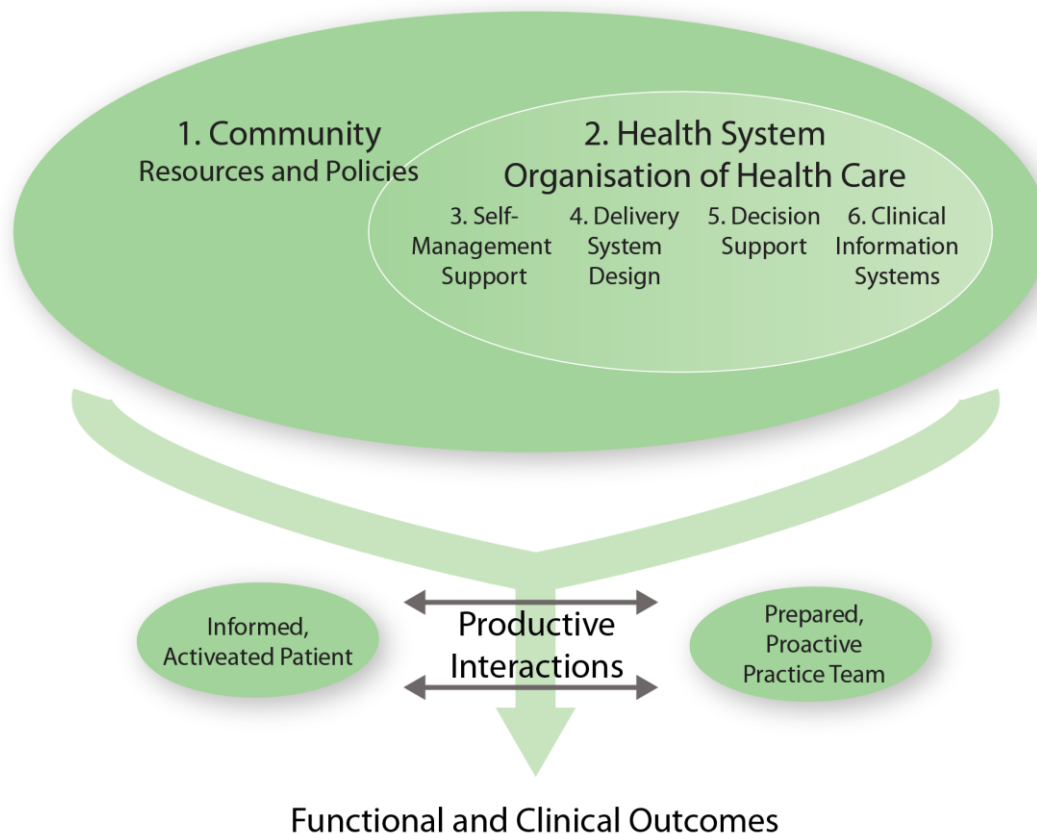 1. Community
Resources and Policies
2. Health System
Organisation of Health Care
3. Self-
Management
Support
4. Delivery
System
Design
5. Decision
Support
6. Clinical
Information
Systems
Informed,
Activeated Patient
Productive
Interactions
Prepared,
Proactive
Practice Team
Functional and Clinical Outcomes